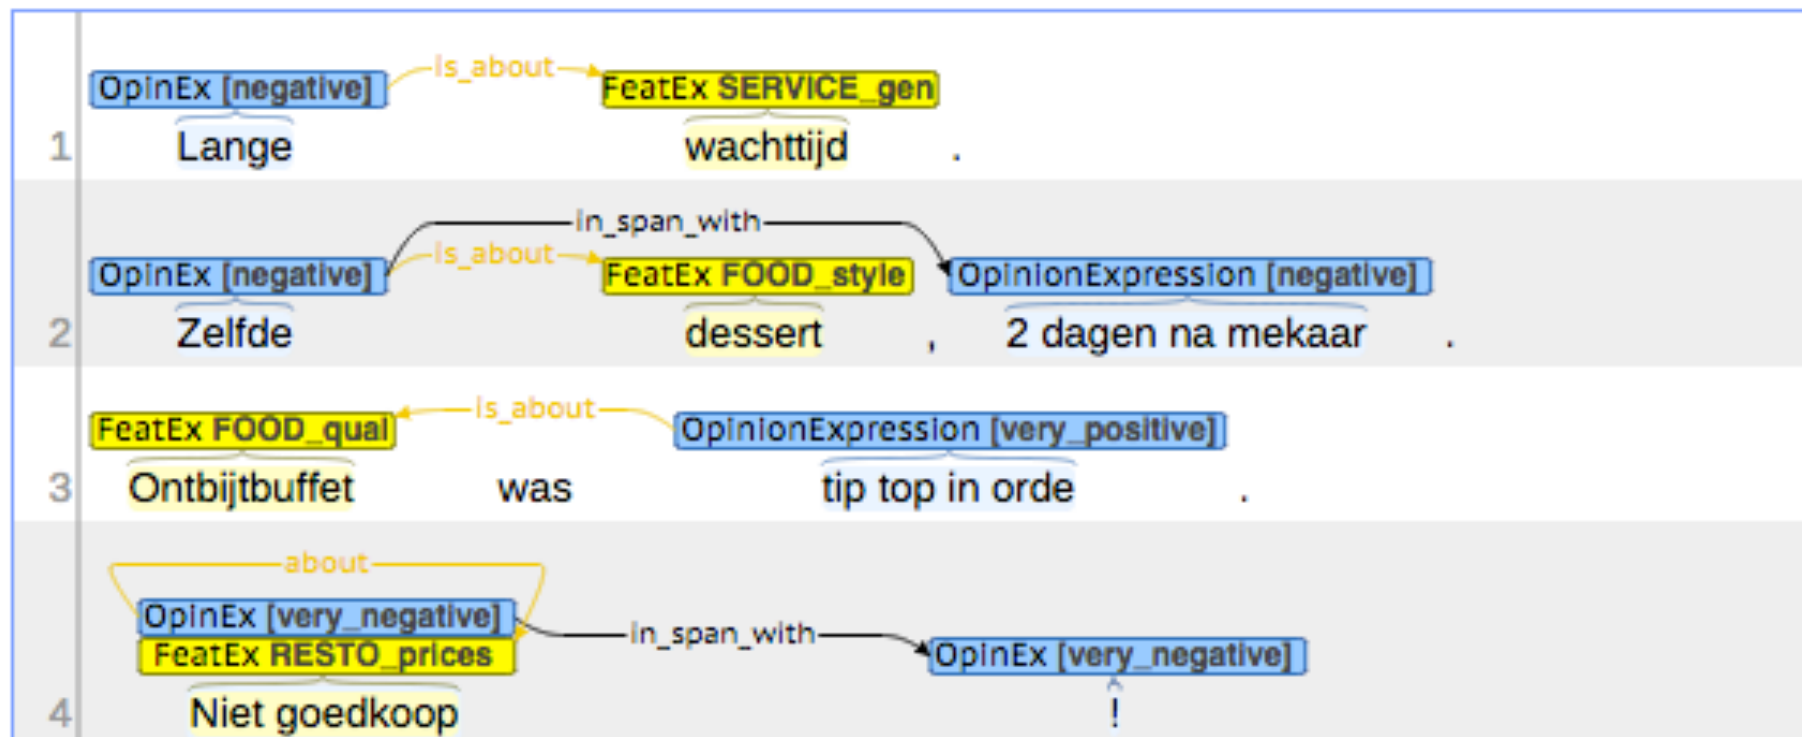 is_about
OpinEx [negative] FeatEx SERVICE_gen
1 Lange wachttijd .
in_span_with
is_about
OpinEx [negative] FeatEx FOOD_style OpinionExpression [negative]
2 Zelfde dessert , 2 dagen na mekaar .
is_about
FeatEx FOOD_qual OpinionExpression [very_positive]
3 Ontbijtbuffet was tip top in orde .
about
OpinEx [very_negative]
in_span_with
FeatEx RESTO_prices OpinEx [very_negative]
4 Niet goedkoop !